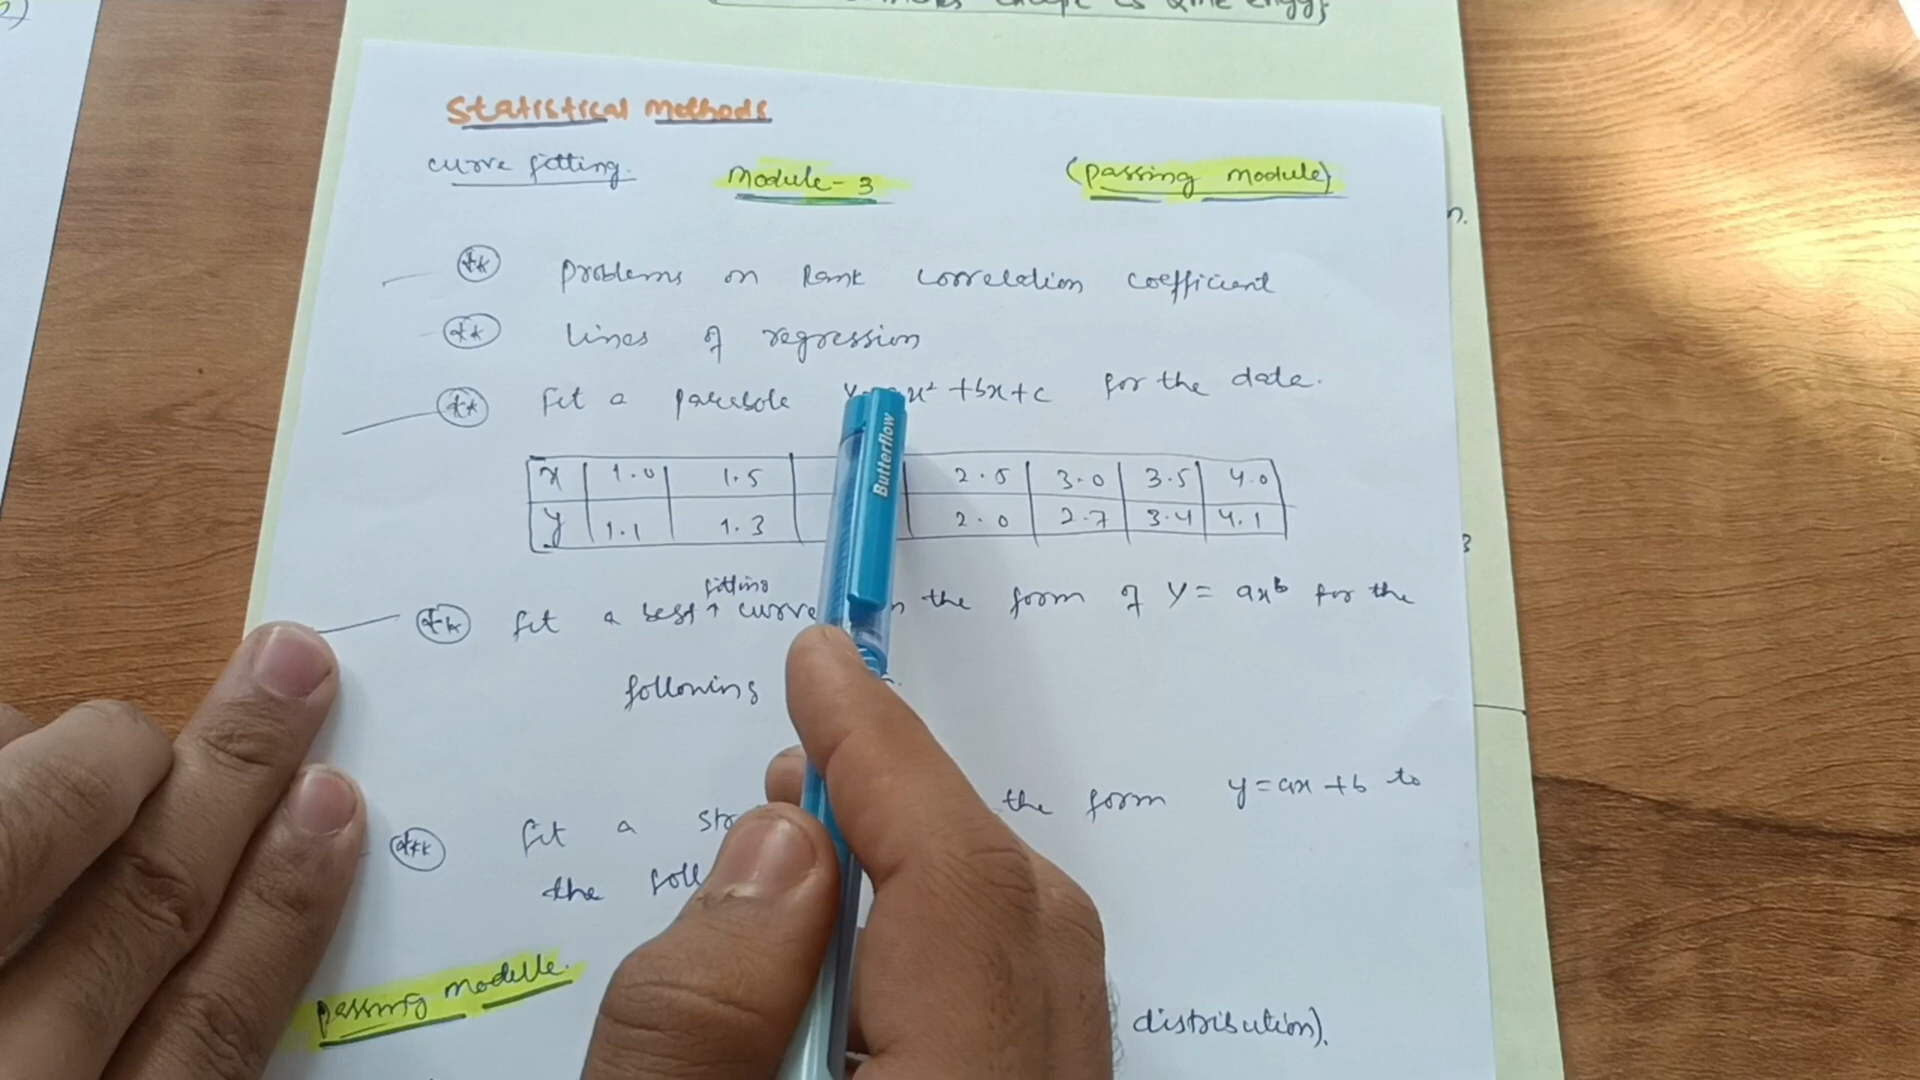 Statistical Methods
curve fitting. Module-3 (passing module)
** problems on Rank correlation coefficient
** lines of regression
** fit a parabola x² +bx+c for the data.
x 1.0 1.5 2.5 3.0 3.5 4.0
y 1.1 1.3 2.0 2.7 3.4 4.1
fitting
** fit a best ↑ curve the form of y = axᵇ for the
following
the form y=ax+b to
*** fit a
the
passing module.
distribution).
Butterflow